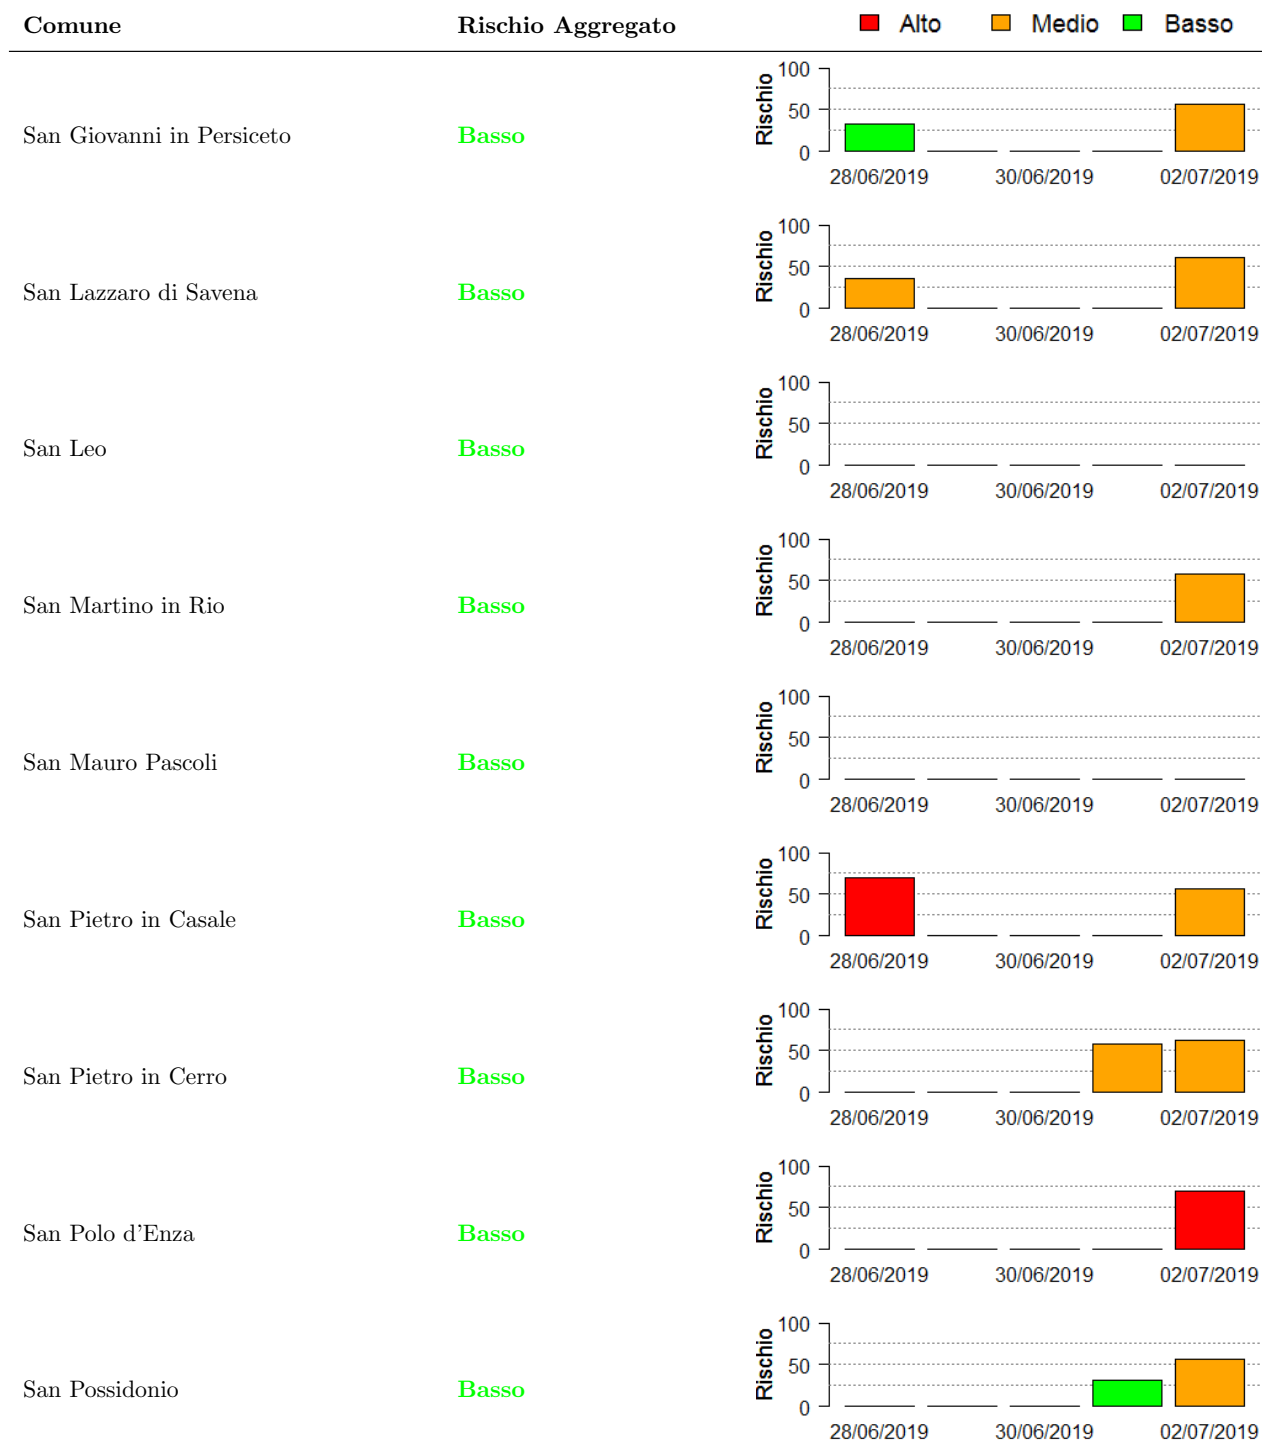 Comune Rischio Aggregato Alto Medio Basso
San Giovanni in Persiceto Basso Rischio 100 50 0
28/06/2019 30/06/2019 02/07/2019
San Lazzaro di Savena Basso Rischio 100 50 0
28/06/2019 30/06/2019 02/07/2019
San Leo Basso Rischio 100 50 0
28/06/2019 30/06/2019 02/07/2019
San Martino in Rio Basso Rischio 100 50 0
28/06/2019 30/06/2019 02/07/2019
San Mauro Pascoli Basso Rischio 100 50 0
28/06/2019 30/06/2019 02/07/2019
San Pietro in Casale Basso Rischio 100 50 0
28/06/2019 30/06/2019 02/07/2019
San Pietro in Cerro Basso Rischio 100 50 0
28/06/2019 30/06/2019 02/07/2019
San Polo d'Enza Basso Rischio 100 50 0
28/06/2019 30/06/2019 02/07/2019
San Possidonio Basso Rischio 100 50 0
28/06/2019 30/06/2019 02/07/2019